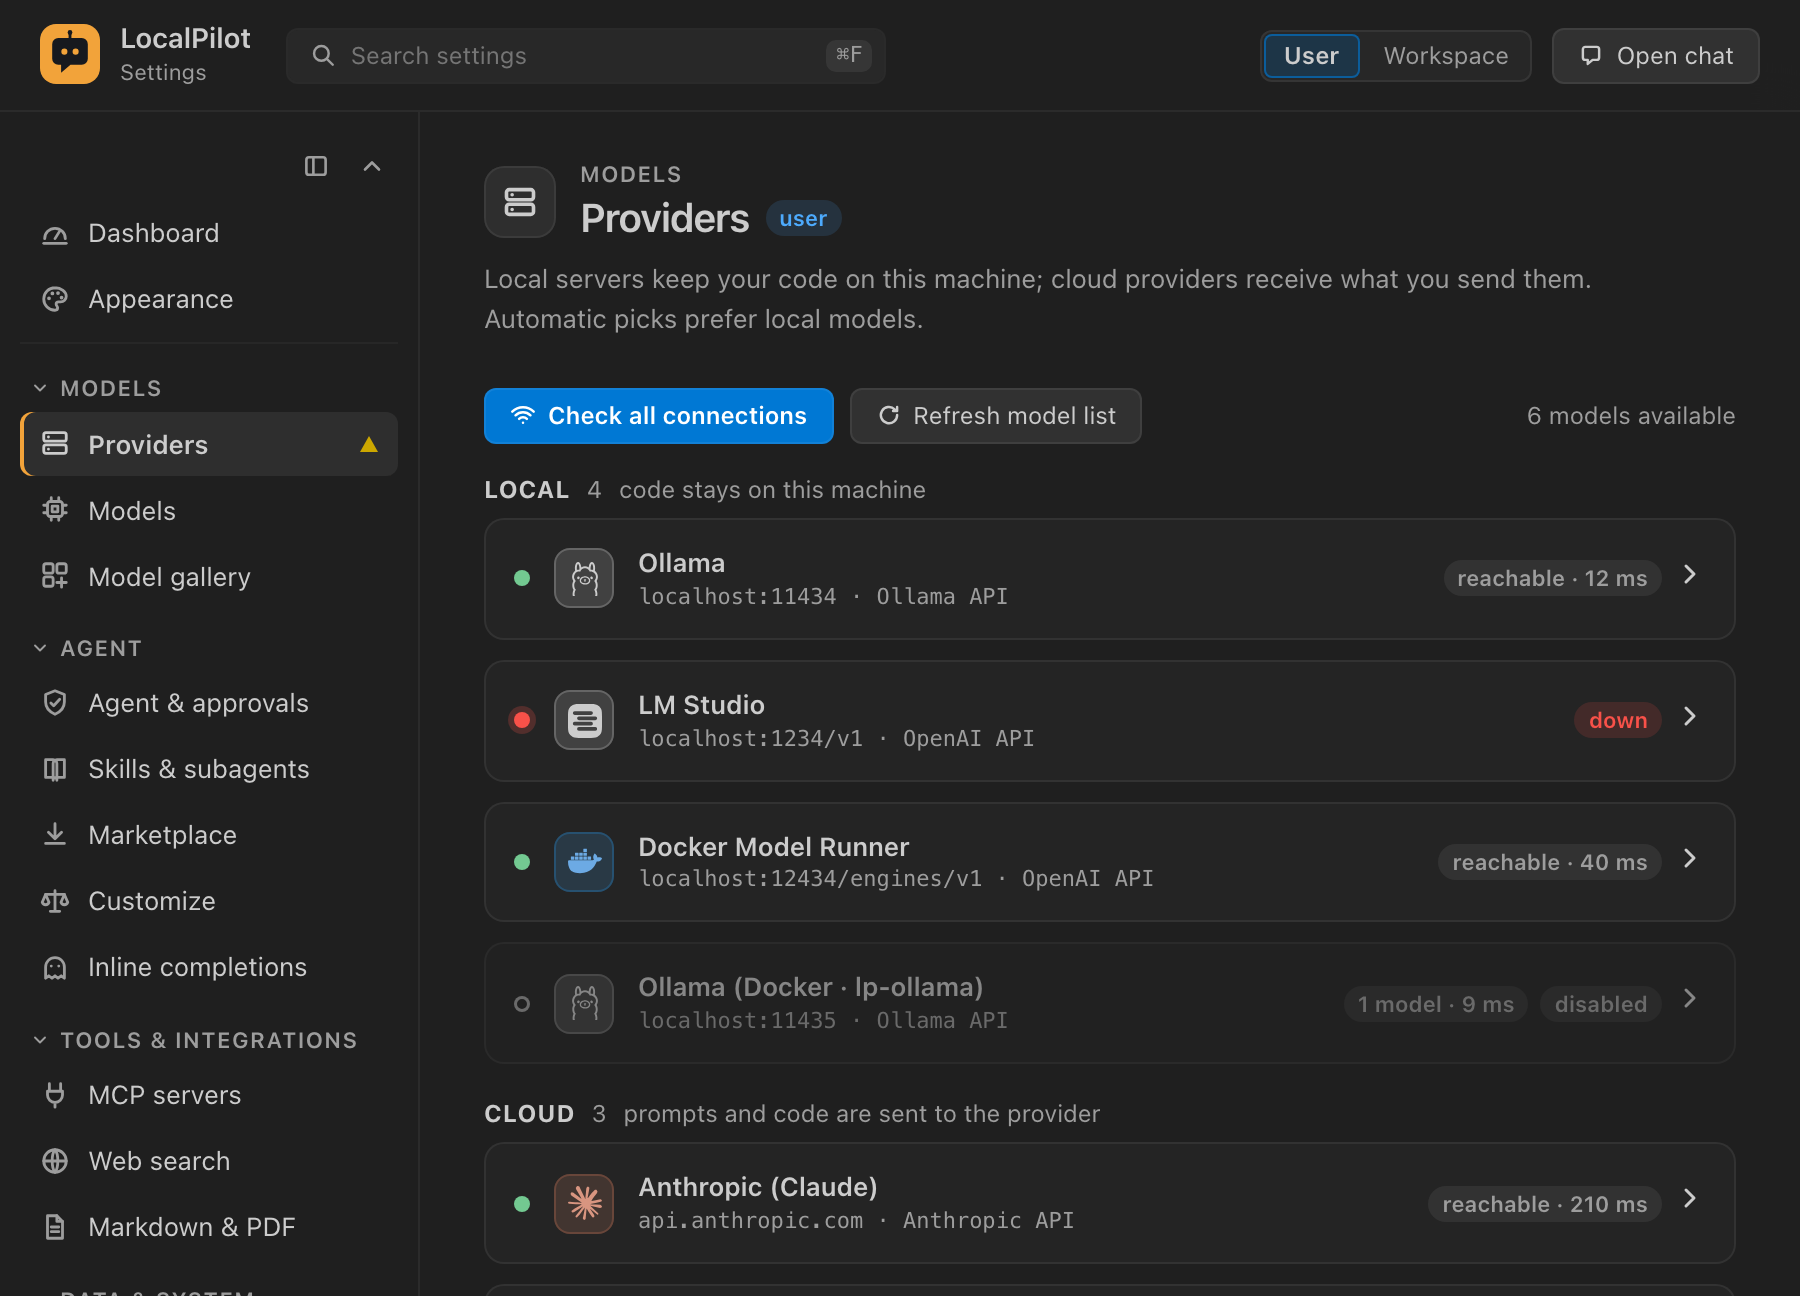 LocalPilot
Settings
Search settings
⌘F
User
Workspace
Open chat
Dashboard
Appearance
MODELS
Providers
Models
Model gallery
AGENT
Agent & approvals
Skills & subagents
Marketplace
Customize
Inline completions
TOOLS & INTEGRATIONS
MCP servers
Web search
Markdown & PDF
DATA & SYSTEM
MODELS
Providers user
Local servers keep your code on this machine; cloud providers receive what you send them.
Automatic picks prefer local models.
Check all connections
Refresh model list
6 models available
LOCAL 4 code stays on this machine
Ollama
localhost:11434 · Ollama API
reachable · 12 ms
LM Studio
localhost:1234/v1 · OpenAI API
down
Docker Model Runner
localhost:12434/engines/v1 · OpenAI API
reachable · 40 ms
Ollama (Docker · lp-ollama)
localhost:11435 · Ollama API
1 model · 9 ms
disabled
CLOUD 3 prompts and code are sent to the provider
Anthropic (Claude)
api.anthropic.com · Anthropic API
reachable · 210 ms